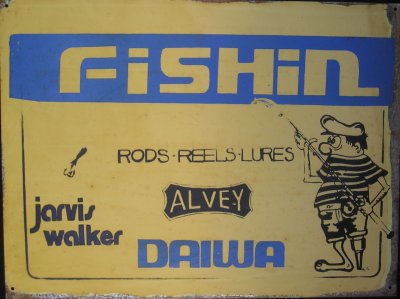 FiSHiN
RODS·REELS·LURES
ALVEY
jarvis
walker
DAIWA